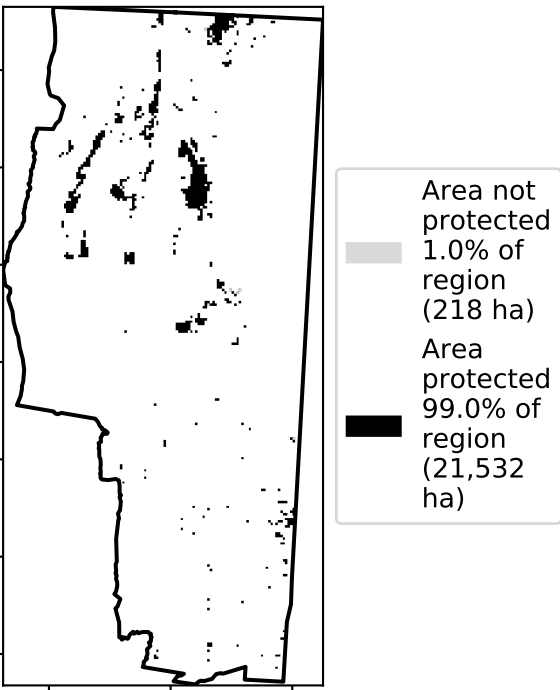 Area not
protected
1.0% of
region
(218 ha)
Area
protected
99.0% of
region
(21,532
ha)